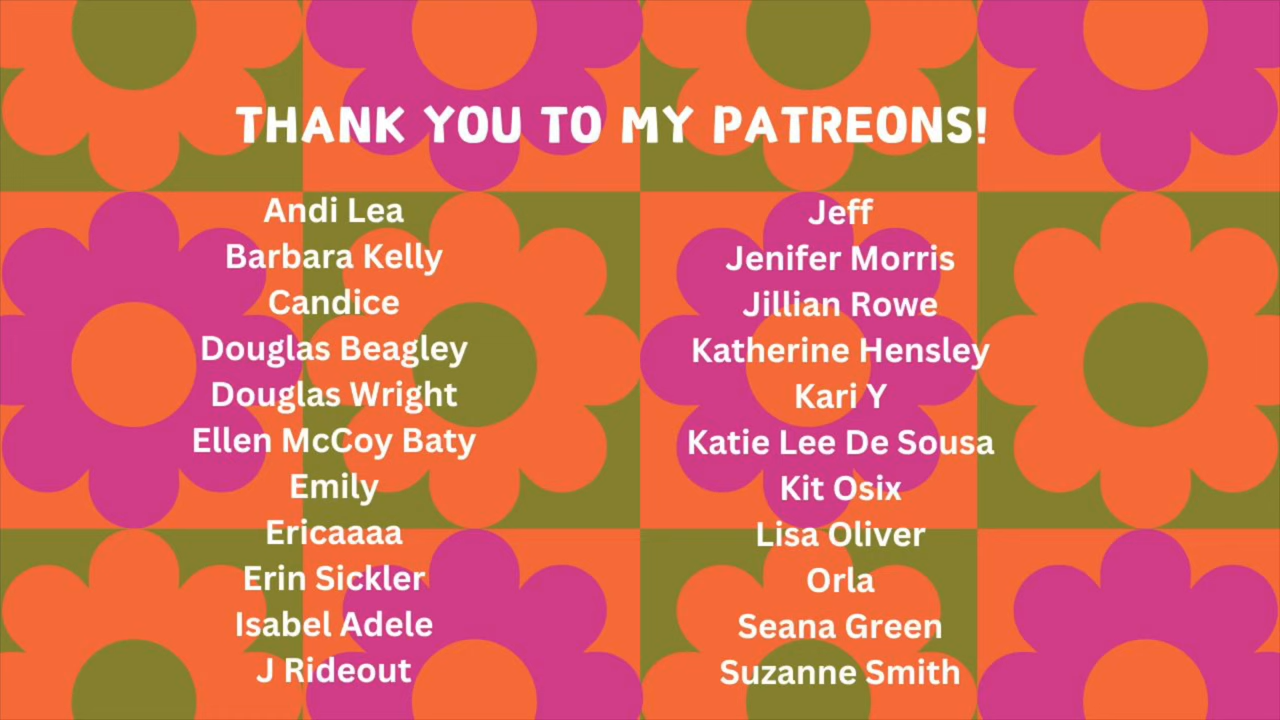 THANK YOU TO MY PATREONS!
Andi Lea
Barbara Kelly
Candice
Douglas Beagley
Douglas Wright
Ellen McCoy Baty
Emily
Ericaaaa
Erin Sickler
Isabel Adele
J Rideout
Jeff
Jenifer Morris
Jillian Rowe
Katherine Hensley
Kari Y
Katie Lee De Sousa
Kit Osix
Lisa Oliver
Orla
Seana Green
Suzanne Smith